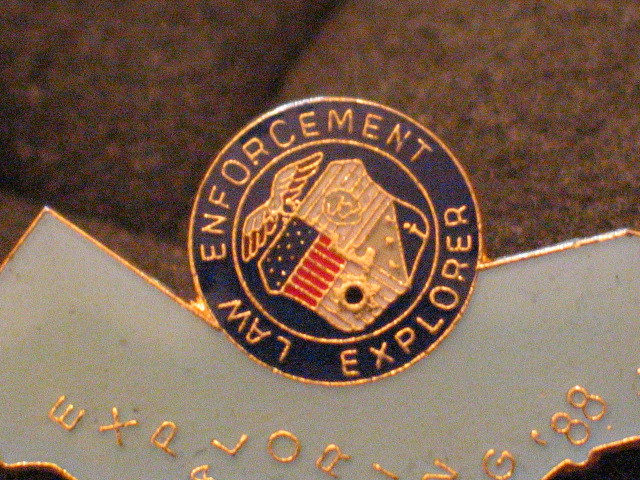 LAW ENFORCEMENT
EXPLORER
EXPLORING '88